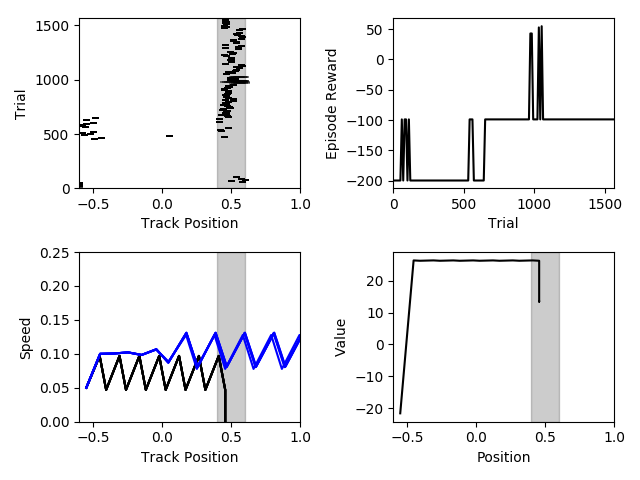 1500
1000
500
0
Trial
−0.5 0.0 0.5 1.0
Track Position
50
0
−50
−100
−150
−200
Episode Reward
0 500 1000 1500
Trial
0.25
0.20
0.15
0.10
0.05
0.00
Speed
−0.5 0.0 0.5 1.0
Track Position
20
10
0
−10
−20
Value
−0.5 0.0 0.5 1.0
Position